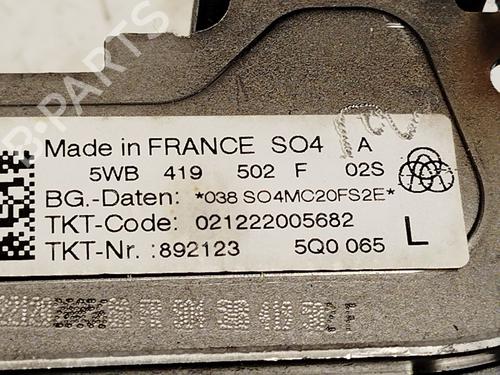 B-PARTS
Made in FRANCE SO4 A
5WB 419 502 F 02S
BG.-Daten: *038 SO4MC20FS2E*
TKT-Code: 021222005682
TKT-Nr. :892123 5Q0 065 L